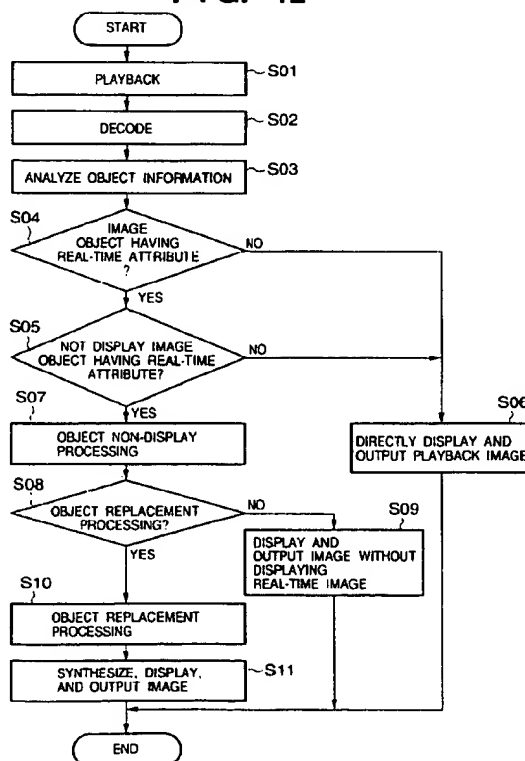 START
PLAYBACK
S01
DECODE
S02
ANALYZE OBJECT INFORMATION
S03
S04
IMAGE
OBJECT HAVING
REAL-TIME ATTRIBUTE
?
NO
YES
S05
NOT DISPLAY IMAGE
OBJECT HAVING REAL-TIME
ATTRIBUTE?
NO
YES
S07
OBJECT NON-DISPLAY
PROCESSING
S06
DIRECTLY DISPLAY AND
OUTPUT PLAYBACK IMAGE
S08
OBJECT REPLACEMENT
PROCESSING?
NO
YES
S09
DISPLAY AND
OUTPUT IMAGE WITHOUT
DISPLAYING
REAL-TIME IMAGE
S10
OBJECT REPLACEMENT
PROCESSING
SYNTHESIZE, DISPLAY,
AND OUTPUT IMAGE
S11
END